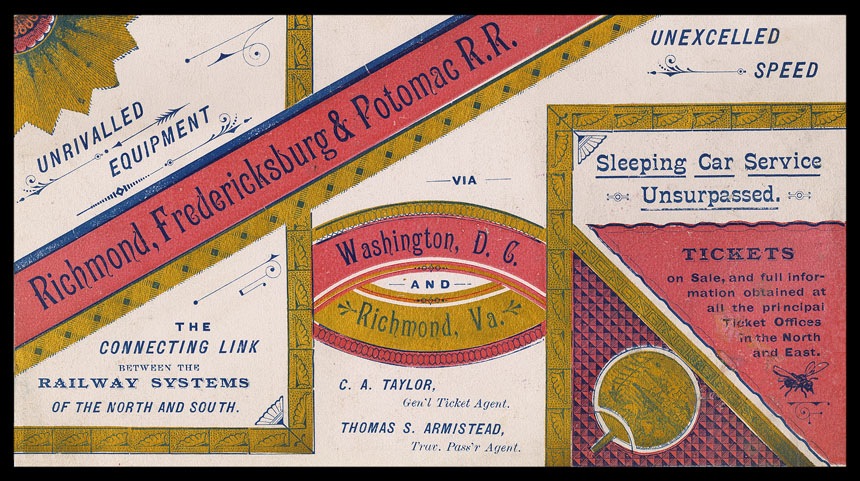 UNRIVALLED
EQUIPMENT
Richmond, Fredericksburg & Potomac R.R.
UNEXCELLED
SPEED
VIA
Washington, D. C.
AND
Richmond, Va.
THE
CONNECTING LINK
BETWEEN THE
RAILWAY SYSTEMS
OF THE NORTH AND SOUTH.
C. A. TAYLOR,
Gen'l Ticket Agent.
THOMAS S. ARMISTEAD,
Trav. Pass'r Agent.
Sleeping Car Service
Unsurpassed.
TICKETS
on Sale, and full infor-
mation obtained at
all the principal
Ticket Offices
in the North
and East.